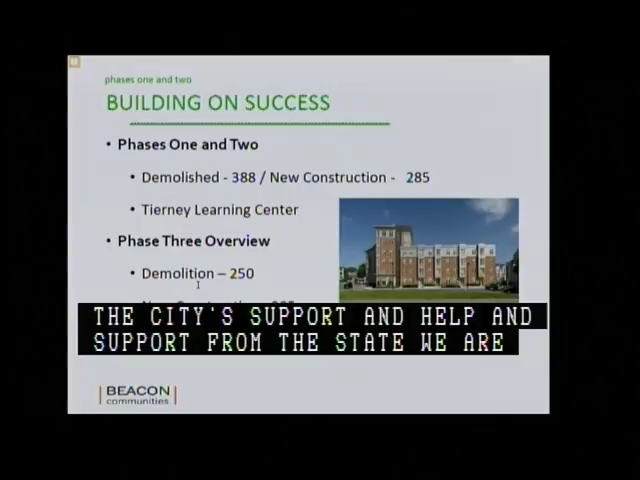 phases one and two
BUILDING ON SUCCESS
• Phases One and Two
• Demolished - 388 / New Construction - 285
• Tierney Learning Center
• Phase Three Overview
• Demolition – 250
THE CITY'S SUPPORT AND HELP AND
SUPPORT FROM THE STATE WE ARE
BEACON
communities